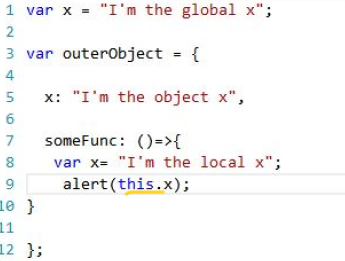 1 var x = "I'm the global x";
2
3 var outerObject = {
4
5 x: "I'm the object x",
6
7 someFunc: ()=>{
8 var x= "I'm the local x";
9 alert(this.x);
10 }
11
12 };